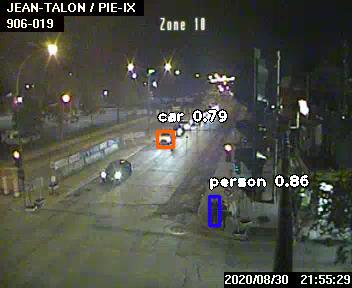 JEAN-TALON / PIE-IX
906-019
Zone 10
car 0.79
person 0.86
2020/08/30 21:55:29